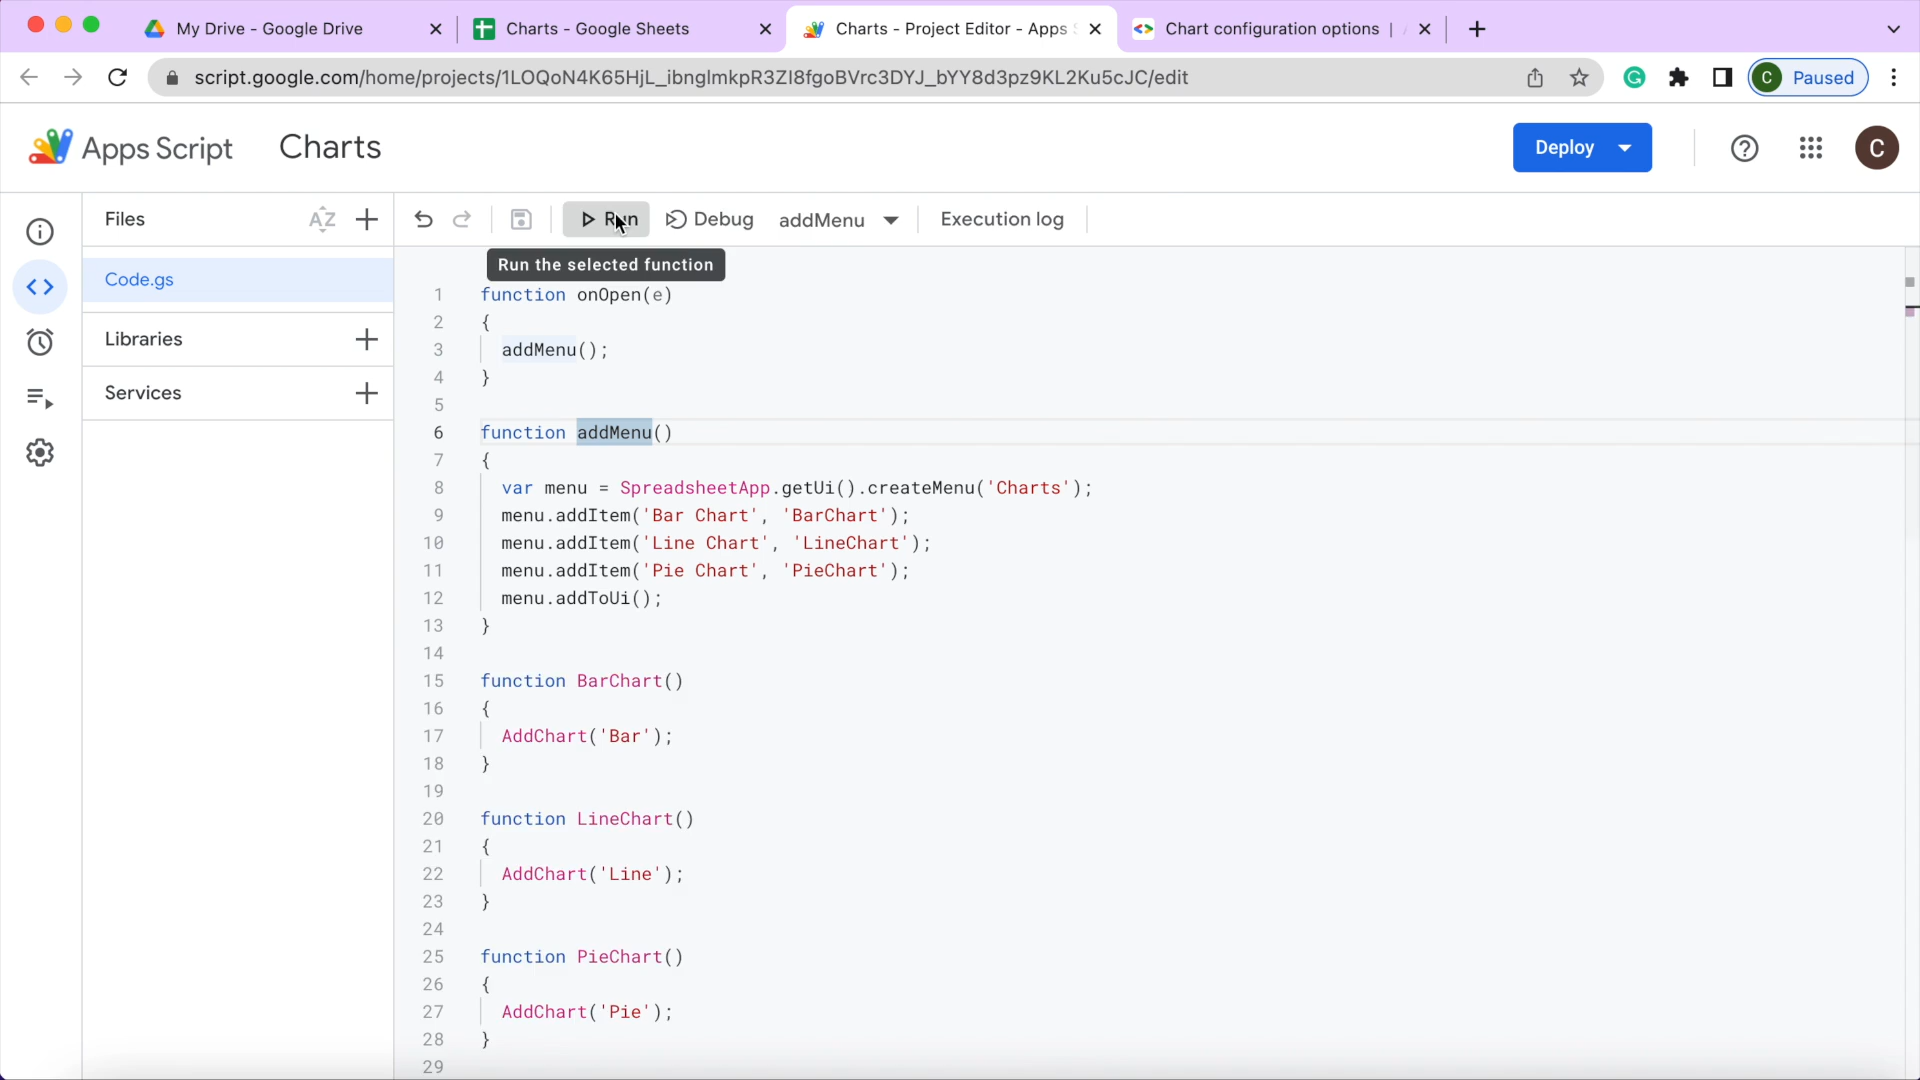 My Drive - Google Drive
Charts - Google Sheets
Charts - Project Editor - Apps S
Chart configuration options |
script.google.com/home/projects/1LOQoN4K65HjL_ibnglmkpR3ZI8fgoBVrc3DYJ_bYY8d3pz9KL2Ku5cJC/edit
C Paused
Apps Script Charts
Deploy
C
Files
AZ
Run
Debug
addMenu
Execution log
Run the selected function
Code.gs
Libraries
Services
1 function onOpen(e)
2 {
3 addMenu();
4 }
5
6 function addMenu()
7 {
8 var menu = SpreadsheetApp.getUi().createMenu('Charts');
9 menu.addItem('Bar Chart', 'BarChart');
10 menu.addItem('Line Chart', 'LineChart');
11 menu.addItem('Pie Chart', 'PieChart');
12 menu.addToUi();
13 }
14
15 function BarChart()
16 {
17 AddChart('Bar');
18 }
19
20 function LineChart()
21 {
22 AddChart('Line');
23 }
24
25 function PieChart()
26 {
27 AddChart('Pie');
28 }
29